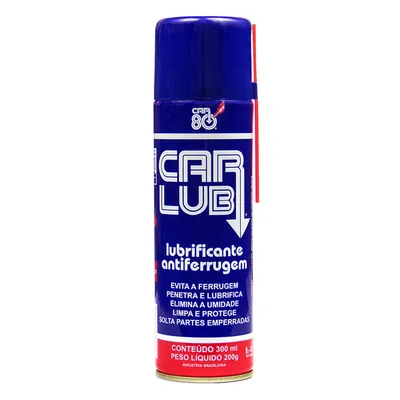 CAR
80
CAR
LUB
lubrificante
antiferrugem
EVITA A FERRUGEM
PENETRA E LUBRIFICA
ELIMINA A UMIDADE
LIMPA E PROTEGE
SOLTA PARTES EMPERRADAS
CONTEÚDO 300 ml
PESO LÍQUIDO 200g
INDÚSTRIA BRASILEIRA